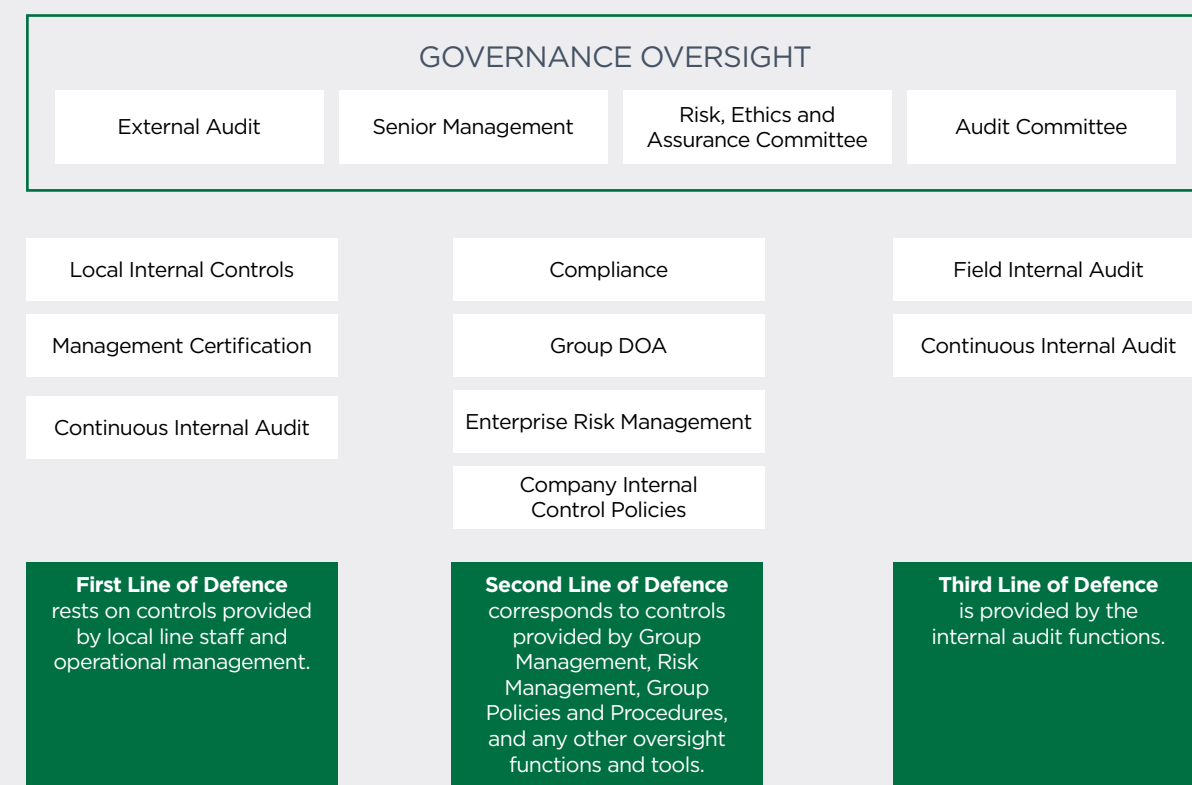 GOVERNANCE OVERSIGHT
External Audit
Senior Management
Risk, Ethics and
Assurance Committee
Audit Committee
Local Internal Controls
Management Certification
Continuous Internal Audit
Compliance
Group DOA
Enterprise Risk Management
Company Internal
Control Policies
Field Internal Audit
Continuous Internal Audit
First Line of Defence
rests on controls provided
by local line staff and
operational management.
Second Line of Defence
corresponds to controls
provided by Group
Management, Risk
Management, Group
Policies and Procedures,
and any other oversight
functions and tools.
Third Line of Defence
is provided by the
internal audit functions.